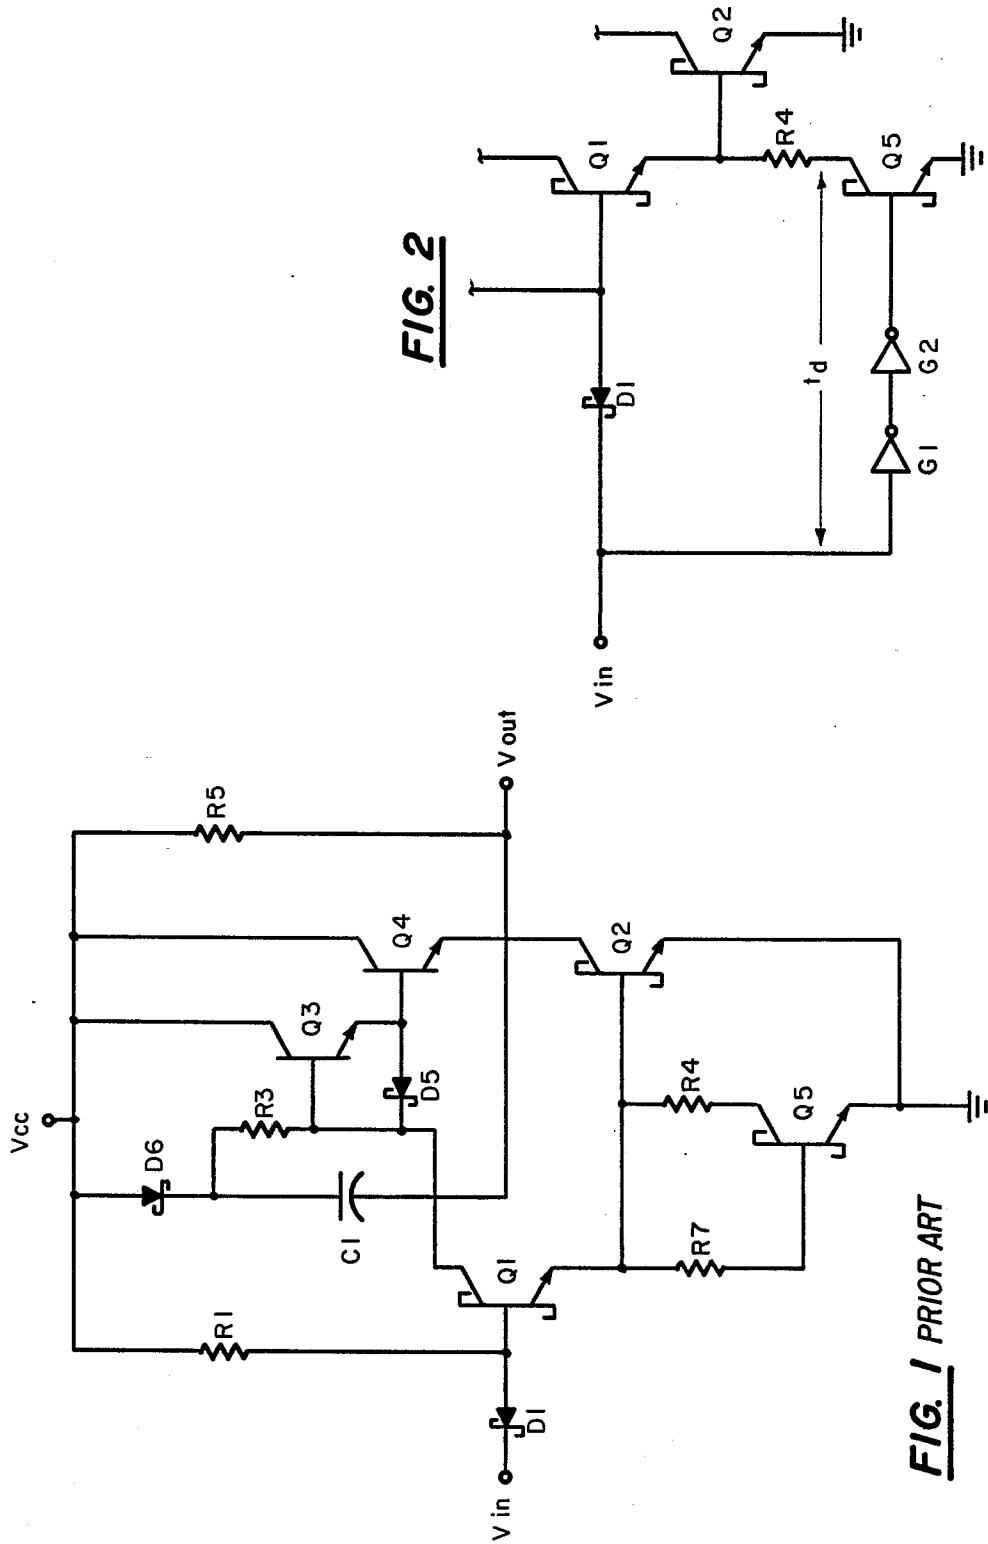 Vcc
D6
R5
R1
R3
Q3
Q4
C1
D5
Vout
Vin
D1
Q1
Q2
R7
R4
Q5
FIG. 1 PRIOR ART
FIG. 2
Vin
D1
Q1
Q2
td
R4
G1
G2
Q5